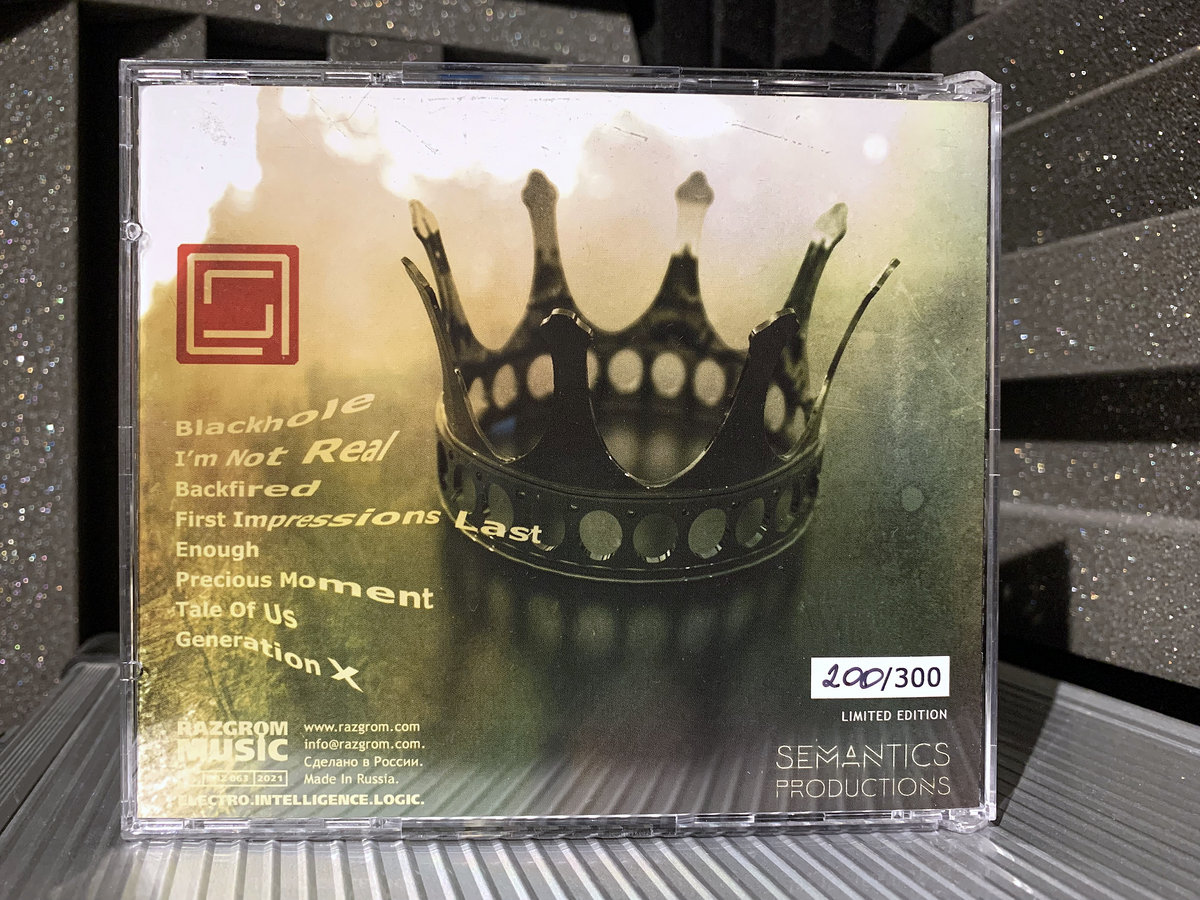 Blackhole
I'm Not Real
Backfired
First Impressions Last
Enough
Precious Moment
Tale Of Us
Generation X
RAZGROM
MUSIC
063 2021
ELECTRO.INTELLIGENCE.LOGIC.
www.razgrom.com
info@razgrom.com.
Сделано в России.
Made In Russia.
200/300
LIMITED EDITION
SEMANTICS
PRODUCTIONS